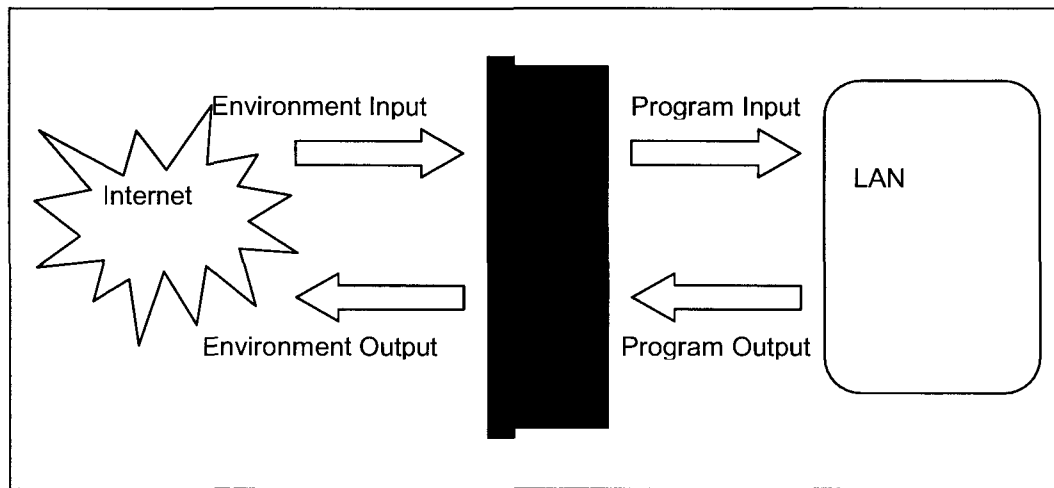 Environment Input
Program Input
Internet
LAN
Environment Output
Program Output